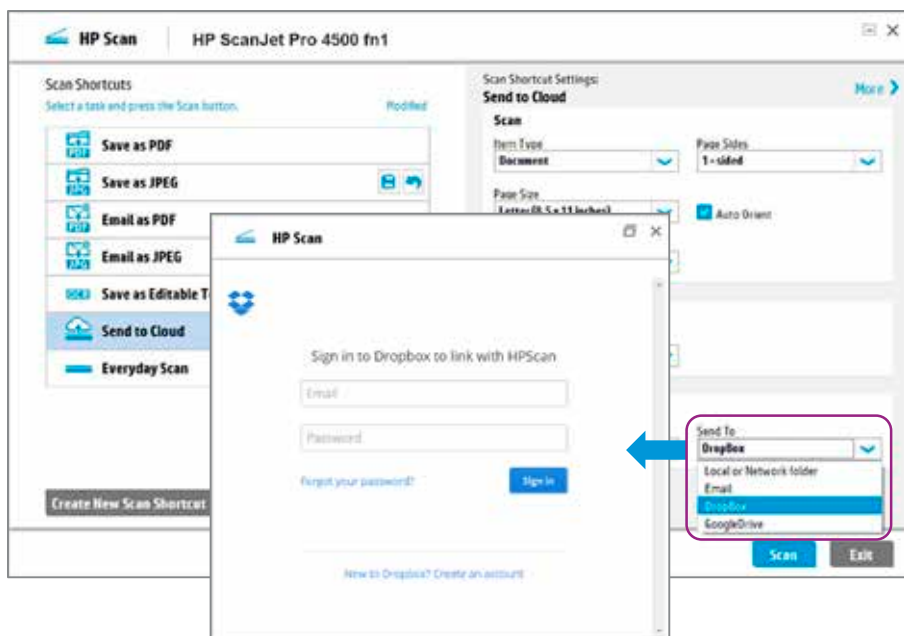 HP Scan
HP ScanJet Pro 4500 fn1
Scan Shortcuts
Select a task and press the Scan button.
Modified
Save as PDF
Save as JPEG
Email as PDF
Email as JPEG
Save as Editable T
Send to Cloud
Everyday Scan
Create New Scan Shortcut
Scan Shortcut Settings:
Send to Cloud
More
Scan
Item Type
Document
Page Sides
1-sided
Page Size
Letter (8.5 x 11 inches)
Auto Orient
Send To
DropBox
Local or Network folder
Email
DropBox
GoogleDrive
Scan
Exit
HP Scan
Sign in to Dropbox to link with HPScan
Email
Password
Forgot your password?
Sign in
New to Dropbox? Create an account